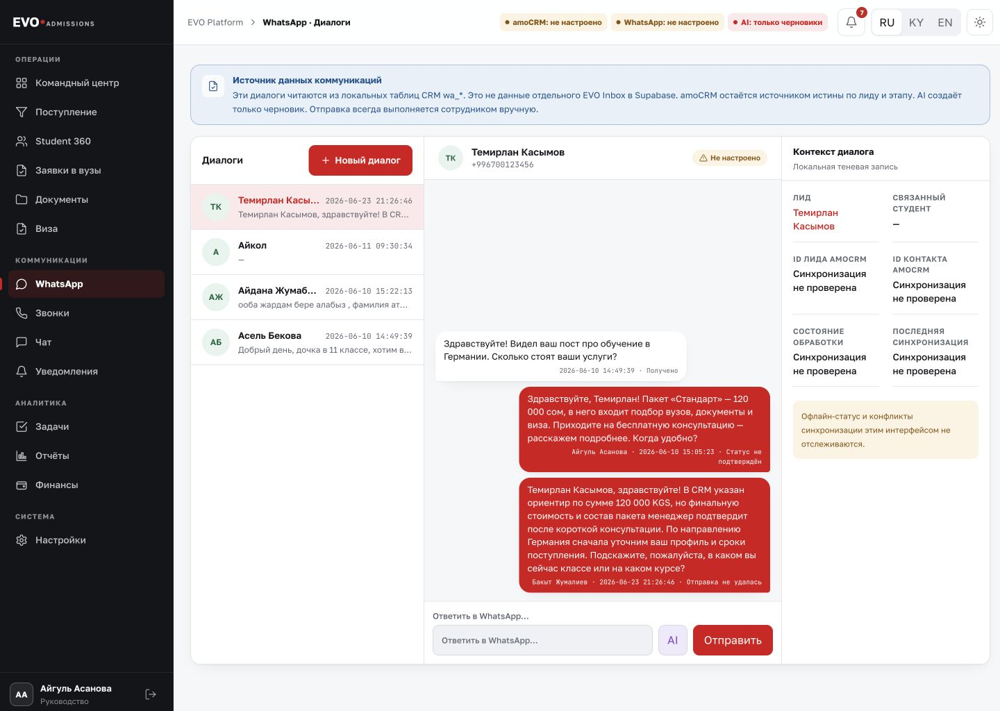 EVO ADMISSIONS
EVO Platform > WhatsApp · Диалоги
amoCRM: не настроено
WhatsApp: не настроено
AI: только черновики
7
RU KY EN
ОПЕРАЦИИ
Командный центр
Поступление
Student 360
Заявки в вузы
Документы
Виза
КОММУНИКАЦИИ
WhatsApp
Звонки
Чат
Уведомления
АНАЛИТИКА
Задачи
Отчёты
Финансы
СИСТЕМА
Настройки
AA
Айгуль Асанова
Руководство
Источник данных коммуникаций
Эти диалоги читаются из локальных таблиц CRM wa_*. Это не данные отдельного EVO Inbox в Supabase. amoCRM остаётся источником истины по лиду и этапу. AI создаёт
только черновик. Отправка всегда выполняется сотрудником вручную.
Диалоги
+ Новый диалог
ТК
Темирлан Касы... 2026-06-23 21:26:46
Темирлан Касымов, здравствуйте! В CR...
А
Айкол 2026-06-11 09:30:34
—
АЖ
Айдана Жумаб... 2026-06-10 15:22:13
ооба жардам бере алабыз , фамилия ат...
АБ
Асель Бекова 2026-06-10 14:49:39
Добрый день, дочка в 11 классе, хотим в...
ТК
Темирлан Касымов
+996700123456
Не настроено
Здравствуйте! Видел ваш пост про обучение в
Германии. Сколько стоят ваши услуги?
2026-06-10 14:49:39 · Получено
Здравствуйте, Темирлан! Пакет «Стандарт» — 120
000 сом, в него входит подбор вузов, документы и
виза. Приходите на бесплатную консультацию —
расскажем подробнее. Когда удобно?
Айгуль Асанова · 2026-06-10 15:05:23 · Статус не
подтверждён
Темирлан Касымов, здравствуйте! В CRM указан
ориентир по сумме 120 000 KGS, но финальную
стоимость и состав пакета менеджер подтвердит
после короткой консультации. По направлению
Германия сначала уточним ваш профиль и сроки
поступления. Подскажите, пожалуйста, в каком вы
сейчас классе или на каком курсе?
Бакыт Жумалиев · 2026-06-23 21:26:46 · Отправка не удалась
Ответить в WhatsApp...
Ответить в WhatsApp...
AI
Отправить
Контекст диалога
Локальная теневая запись
ЛИД
Темирлан
Касымов
СВЯЗАННЫЙ
СТУДЕНТ
—
ID ЛИДА AMOCRM
Синхронизация
не проверена
ID КОНТАКТА
AMOCRM
Синхронизация
не проверена
СОСТОЯНИЕ
ОБРАБОТКИ
Синхронизация
не проверена
ПОСЛЕДНЯЯ
СИНХРОНИЗАЦИЯ
Синхронизация
не проверена
Офлайн-статус и конфликты
синхронизации этим интерфейсом не
отслеживаются.